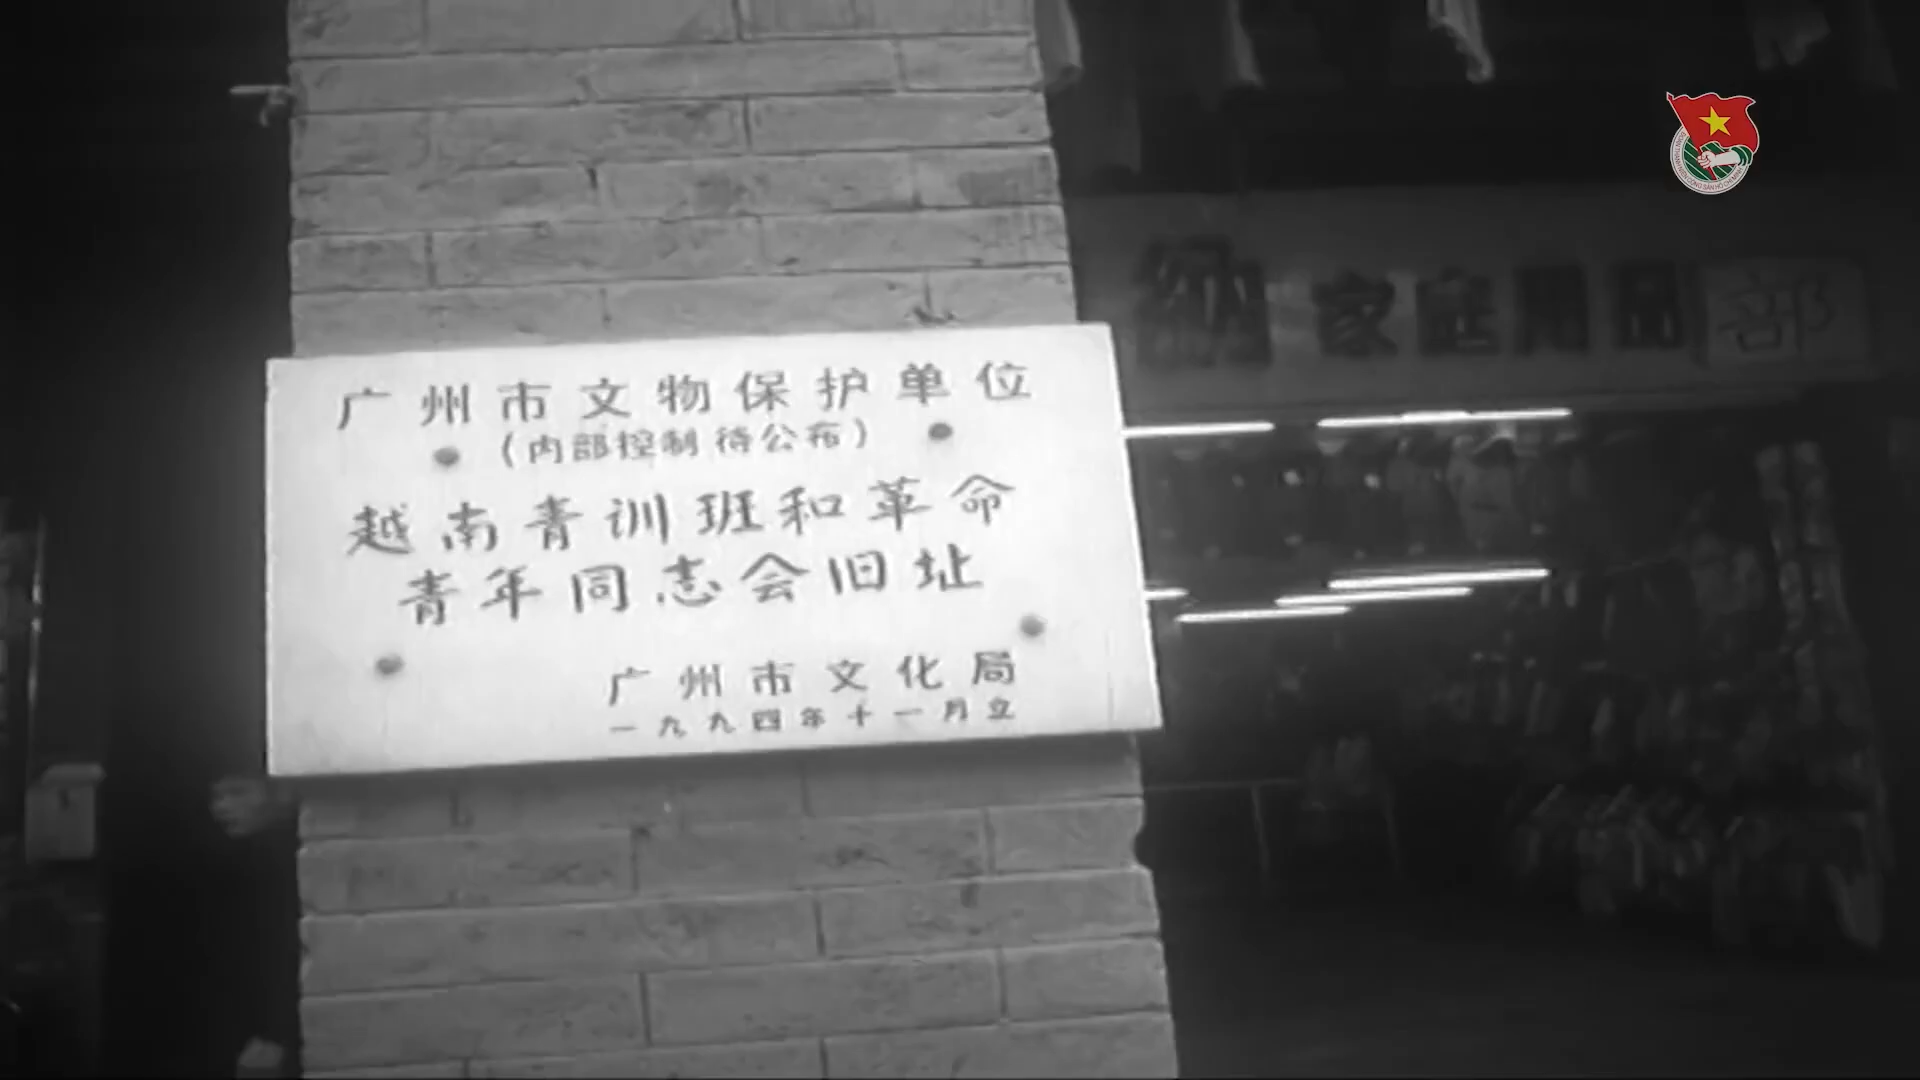 广州市文物保护单位
（内部控制 待公布）
越南青训班和革命
青年同志会旧址
广州市文化局
一九九四年十一月立
家庭用品部